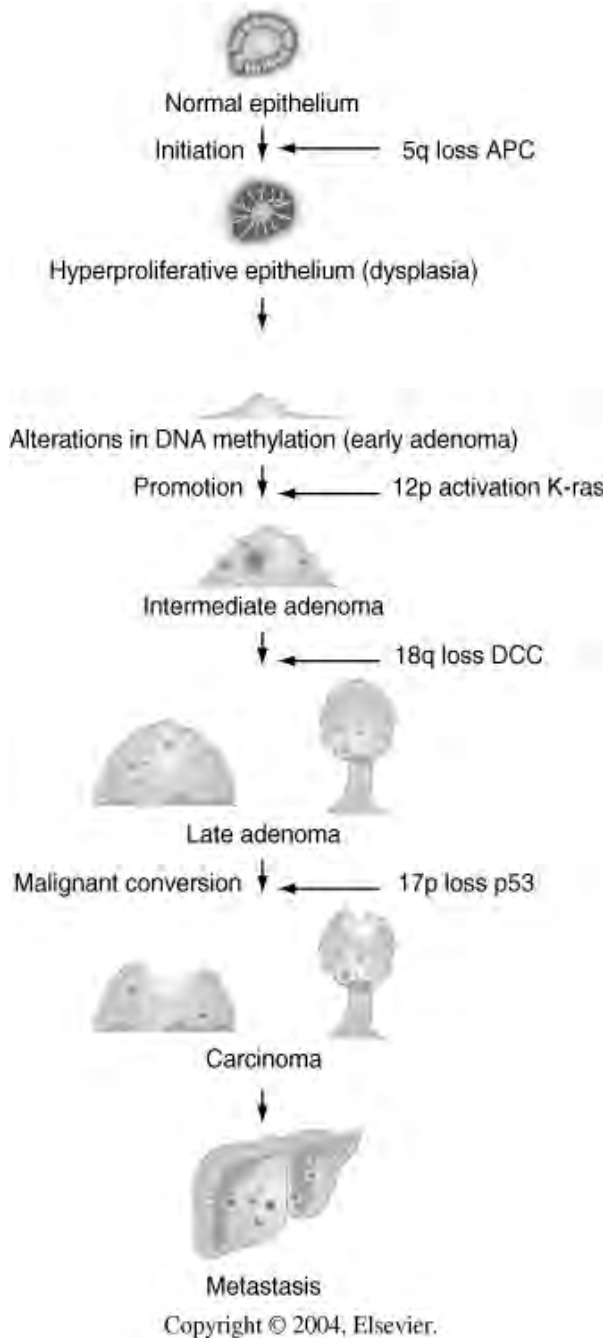 Normal epithelium
Initiation 5q loss APC
Hyperproliferative epithelium (dysplasia)
Alterations in DNA methylation (early adenoma)
Promotion 12p activation K-ras
Intermediate adenoma
18q loss DCC
Late adenoma
Malignant conversion 17p loss p53
Carcinoma
Metastasis
Copyright © 2004, Elsevier.